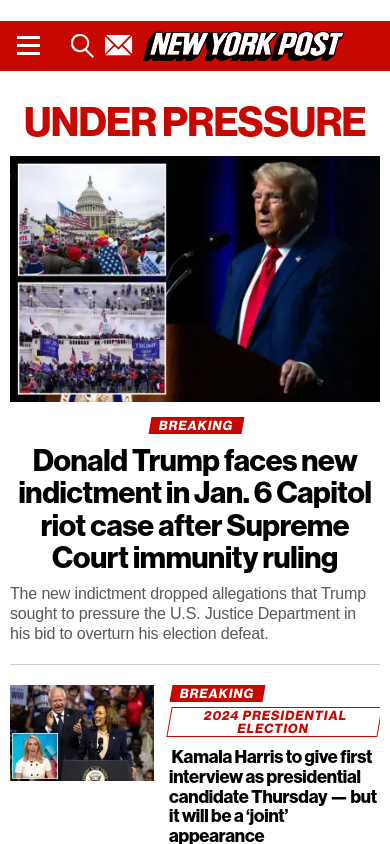 NEW YORK POST
UNDER PRESSURE
BREAKING
Donald Trump faces new
indictment in Jan. 6 Capitol
riot case after Supreme
Court immunity ruling
The new indictment dropped allegations that Trump
sought to pressure the U.S. Justice Department in
his bid to overturn his election defeat.
BREAKING
2024 PRESIDENTIAL
ELECTION
Kamala Harris to give first
interview as presidential
candidate Thursday — but
it will be a ‘joint’
appearance